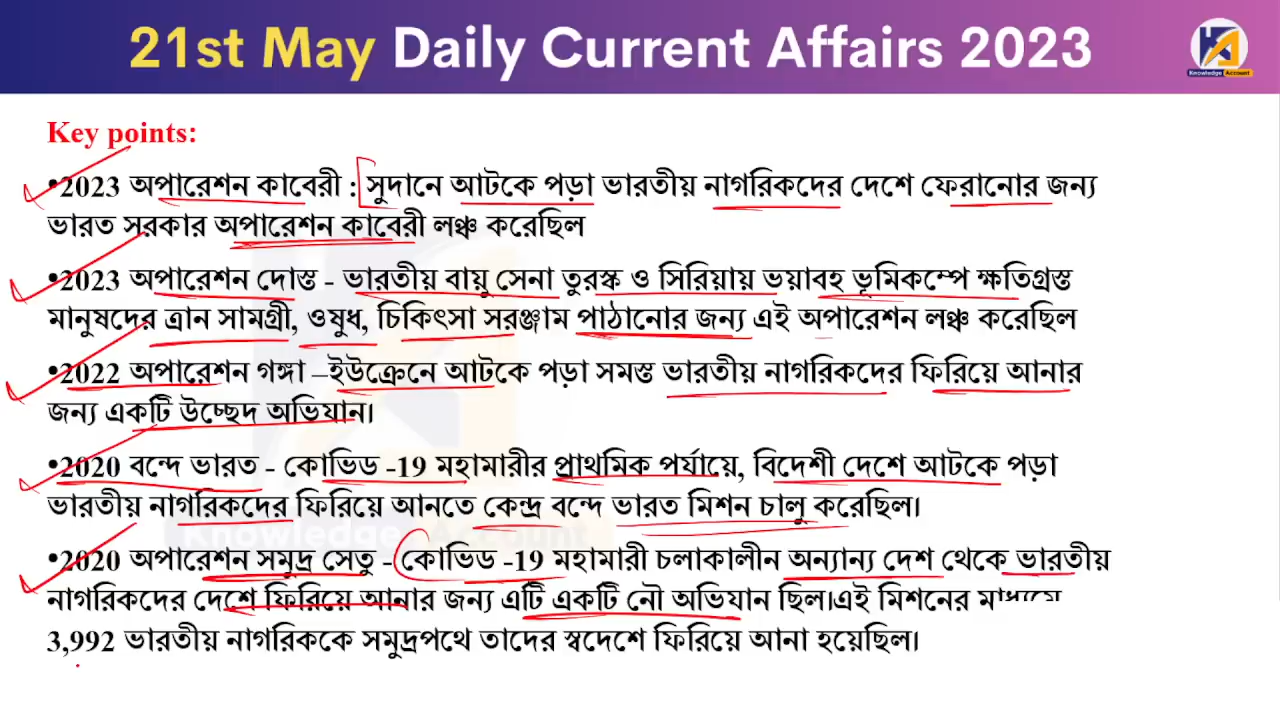 21st May Daily Current Affairs 2023
Knowledge Account
Key points:
•2023 অপারেশন কাবেরী : সুদানে আটকে পড়া ভারতীয় নাগরিকদের দেশে ফেরানোর জন্য
ভারত সরকার অপারেশন কাবেরী লঞ্চ করেছিল
•2023 অপারেশন দোস্ত - ভারতীয় বায়ু সেনা তুরস্ক ও সিরিয়ায় ভয়াবহ ভূমিকম্পে ক্ষতিগ্রস্ত
মানুষদের ত্রান সামগ্রী, ওষুধ, চিকিৎসা সরঞ্জাম পাঠানোর জন্য এই অপারেশন লঞ্চ করেছিল
•2022 অপারেশন গঙ্গা –ইউক্রেনে আটকে পড়া সমস্ত ভারতীয় নাগরিকদের ফিরিয়ে আনার
জন্য একটি উচ্ছেদ অভিযান।
•2020 বন্দে ভারত - কোভিড -19 মহামারীর প্রাথমিক পর্যায়ে, বিদেশী দেশে আটকে পড়া
ভারতীয় নাগরিকদের ফিরিয়ে আনতে কেন্দ্র বন্দে ভারত মিশন চালু করেছিল।
Knowledge Account
•2020 অপারেশন সমুদ্র সেতু - কোভিড -19 মহামারী চলাকালীন অন্যান্য দেশ থেকে ভারতীয়
নাগরিকদের দেশে ফিরিয়ে আনার জন্য এটি একটি নৌ অভিযান ছিল।এই মিশনের মাধ্যমে
3,992 ভারতীয় নাগরিককে সমুদ্রপথে তাদের স্বদেশে ফিরিয়ে আনা হয়েছিল।